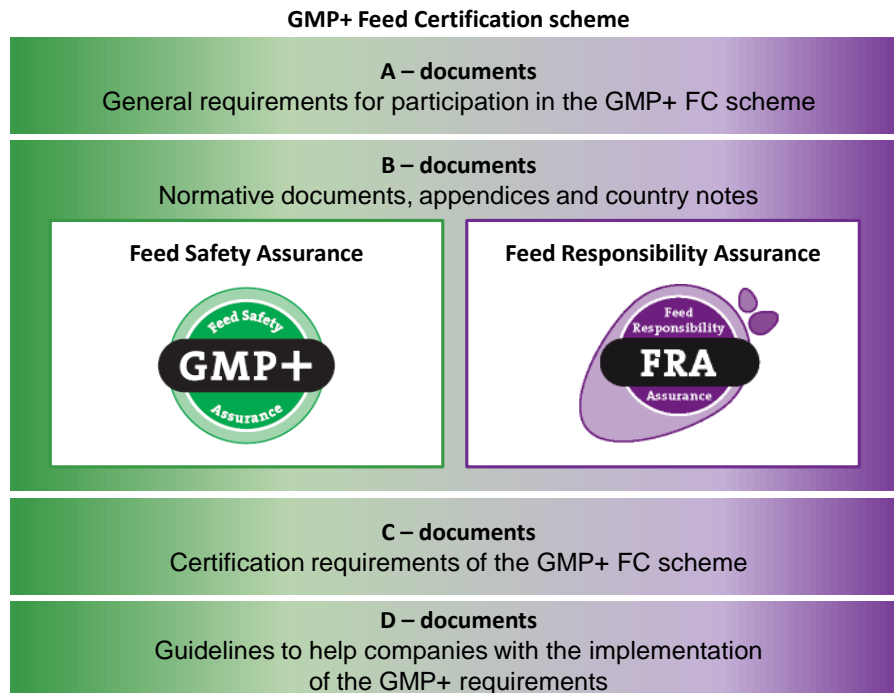 GMP+ Feed Certification scheme
A – documents
General requirements for participation in the GMP+ FC scheme
B – documents
Normative documents, appendices and country notes
Feed Safety Assurance
Feed Safety
GMP+
Assurance
Feed Responsibility Assurance
Feed
Responsibility
FRA
Assurance
C – documents
Certification requirements of the GMP+ FC scheme
D – documents
Guidelines to help companies with the implementation
of the GMP+ requirements